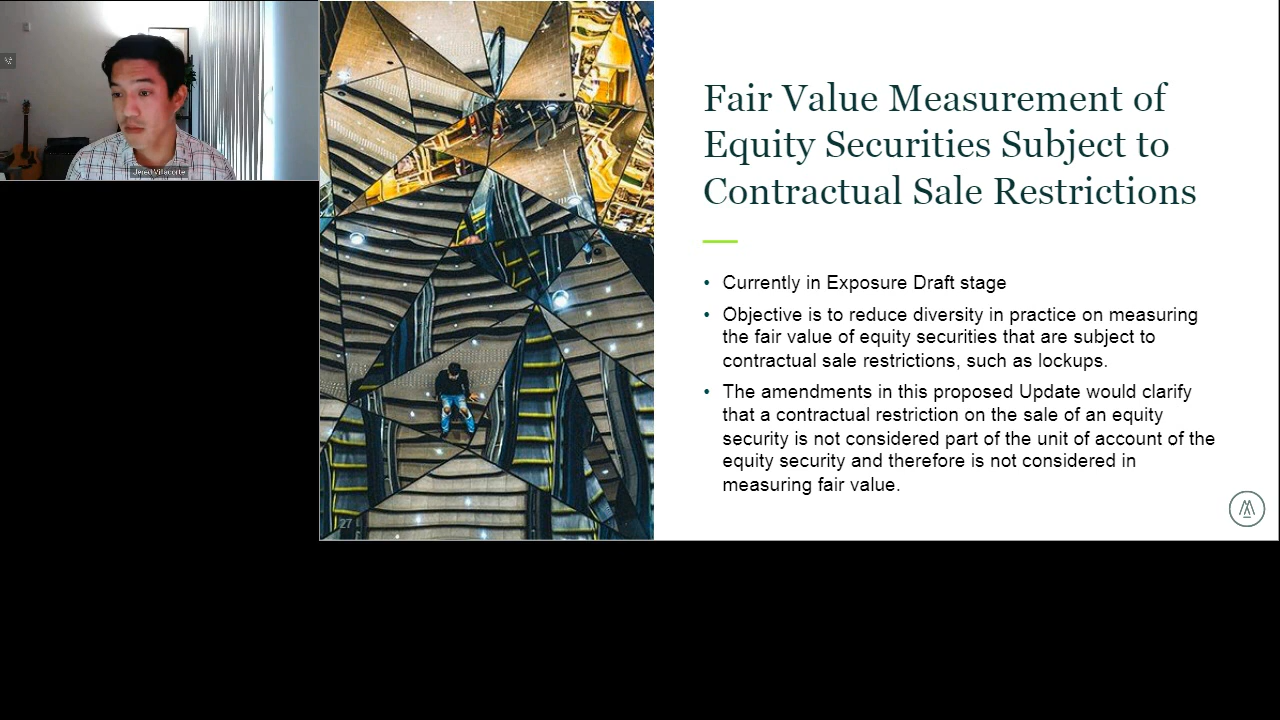 Jered Villacorte
Fair Value Measurement of
Equity Securities Subject to
Contractual Sale Restrictions
• Currently in Exposure Draft stage
• Objective is to reduce diversity in practice on measuring
the fair value of equity securities that are subject to
contractual sale restrictions, such as lockups.
• The amendments in this proposed Update would clarify
that a contractual restriction on the sale of an equity
security is not considered part of the unit of account of the
equity security and therefore is not considered in
measuring fair value.
27